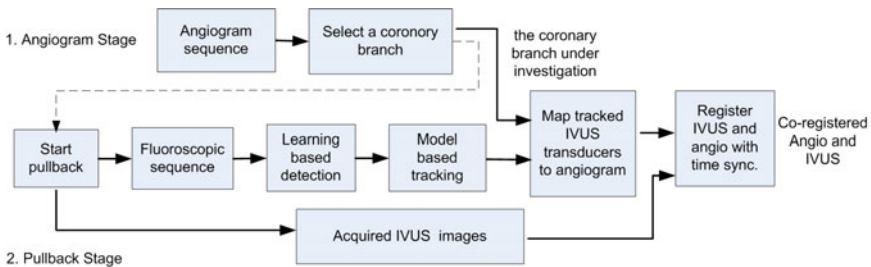 1. Angiogram Stage
Angiogram
sequence
Select a coronory
branch
the coronary
branch under
investigation
Start
pullback
Fluoroscopic
sequence
Learning
based
detection
Model
based
tracking
Map tracked
IVUS
transducers
to angiogram
Register
IVUS and
angio with
time sync.
Co-registered
Angio and
IVUS
Acquired IVUS images
2. Pullback Stage